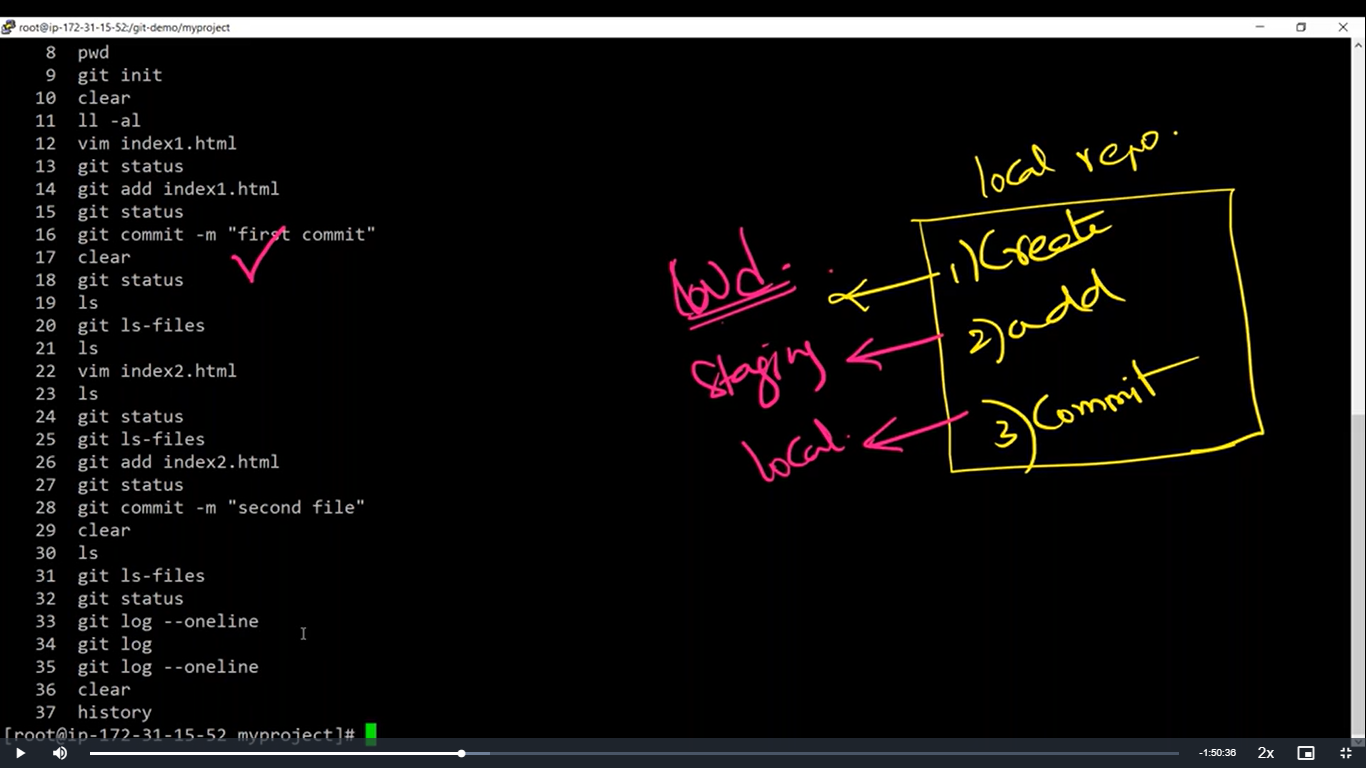 root@ip-172-31-15-52:/git-demo/myproject
8 pwd
9 git init
10 clear
11 ll -al
12 vim index1.html
13 git status
14 git add index1.html
15 git status
16 git commit -m "first commit"
17 clear
18 git status
19 ls
20 git ls-files
21 ls
22 vim index2.html
23 ls
24 git status
25 git ls-files
26 git add index2.html
27 git status
28 git commit -m "second file"
29 clear
30 ls
31 git ls-files
32 git status
33 git log --oneline
34 git log
35 git log --oneline
36 clear
37 history
[root@ip-172-31-15-52 myproject]#
local repo.
1) Create
2) add
3) Commit
staging
local.
-1:50:36
2x